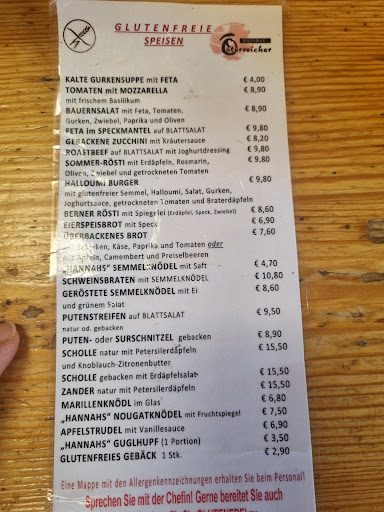 GLUTENFREIE
SPEISEN
Österreicher
KALTE GURKENSUPPE mit FETA € 4,00
TOMATEN mit MOZZARELLA € 8,90
mit frischem Basilikum
BAUERNSALAT mit Feta, Tomaten, € 8,90
Gurken, Zwiebel, Paprika und Oliven
FETA im SPECKMANTEL auf BLATTSALAT € 9,80
GEBACKENE ZUCCHINI mit Kräutersauce € 8,20
ROASTBEEF auf BLATTSALAT mit Joghurtdressing € 9,80
SOMMER-RÖSTI mit Erdäpfeln, Rosmarin, € 9,80
Oliven, Zwiebel und getrockneten Tomaten
HALLOUMI BURGER € 9,80
mit glutenfreier Semmel, Halloumi, Salat, Gurken,
Joghurtsauce, getrockneten Tomaten und Braterdäpfeln
BERNER RÖSTI mit Spiegelei (Erdäpfel, Speck, Zwiebel) € 8,60
EIERSPEISBROT mit Speck € 6,90
ÜBERBACKENES BROT € 7,60
mit Schinken, Käse, Paprika und Tomaten oder
mit Äpfeln, Camembert und Preiselbeeren
„HANNAHS" SEMMELKNÖDEL mit Saft € 4,70
SCHWEINSBRATEN mit SEMMELKNÖDEL € 10,80
GERÖSTETE SEMMELKNÖDEL mit Ei € 8,60
und grünem Salat
PUTENSTREIFEN auf BLATTSALAT € 9,50
natur od. gebacken
PUTEN- oder SURSCHNITZEL gebacken € 8,90
SCHOLLE natur mit Petersilerdäpfeln € 15,50
und Knoblauch-Zitronenbutter
SCHOLLE gebacken mit Erdäpfelsalat € 15,50
ZANDER natur mit Petersilerdäpfeln € 15,50
MARILLENKNÖDL im Glas € 6,80
„HANNAHS" NOUGATKNÖDEL mit Fruchtspiegel € 7,50
APFELSTRUDEL mit Vanillesauce € 6,90
„HANNAHS" GUGLHUPF (1 Portion) € 3,50
GLUTENFREIES GEBÄCK 1 Stk. € 2,90
Eine Mappe mit den Allergenkennzeichnungen erhalten Sie beim Personal!
Sprechen Sie mit der Chefin! Gerne bereitet Sie auch